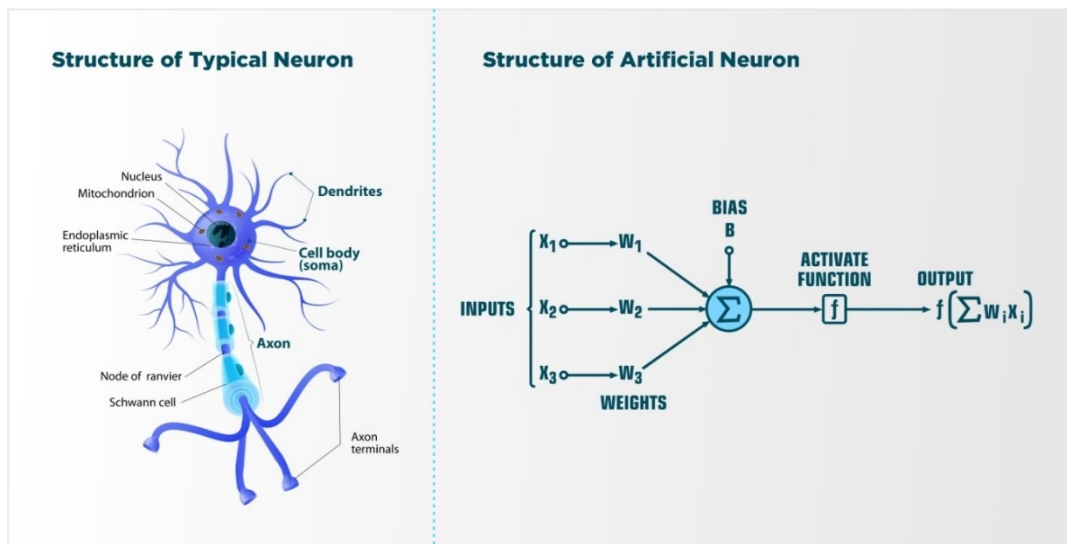 Structure of Typical Neuron
Nucleus
Mitochondrion
Endoplasmic
reticulum
Dendrites
Cell body
(soma)
Axon
Node of ranvier
Schwann cell
Axon
terminals
Structure of Artificial Neuron
BIAS
B
X₁ W₁
ACTIVATE
FUNCTION
OUTPUT
INPUTS X₂ W₂ Σ f f(Σ WᵢXᵢ)
X₃ W₃
WEIGHTS